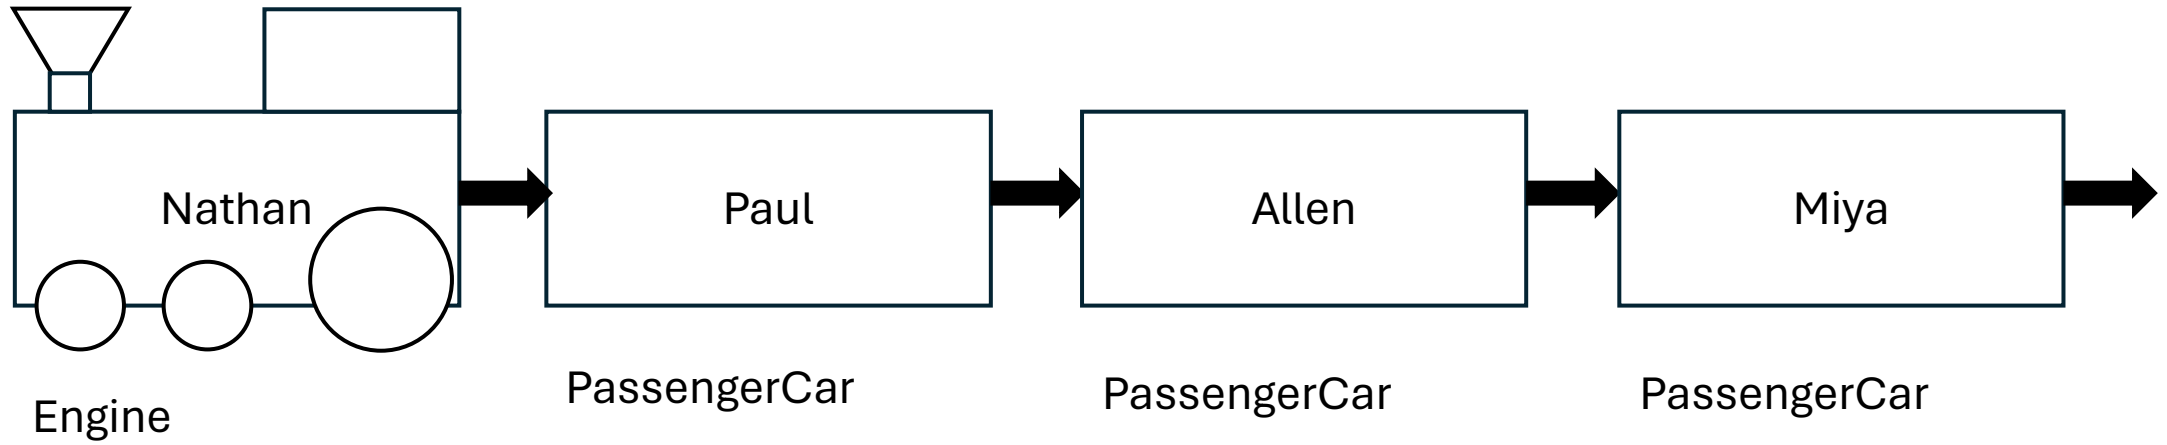 Nathan
Paul
Allen
Miya
Engine
PassengerCar
PassengerCar
PassengerCar